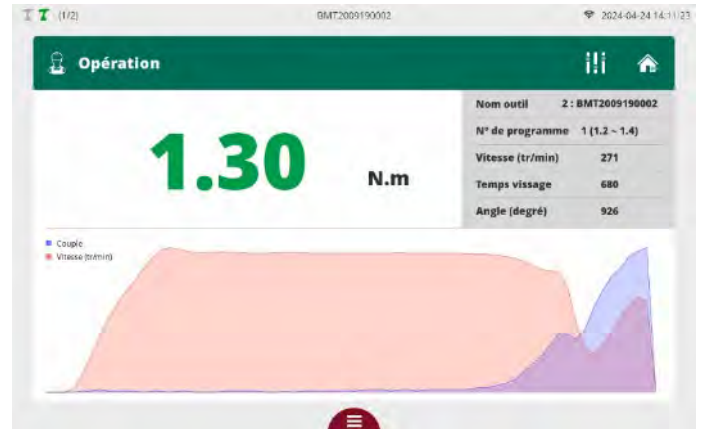 (1/2) BMT2009190002 2024-04-24 14:11:23
Opération
1.30 N.m
Nom outil 2 : BMT2009190002
N° de programme 1 (1.2 ~ 1.4)
Vitesse (tr/min) 271
Temps vissage 680
Angle (degré) 926
Couple
Vitesse (tr/min)